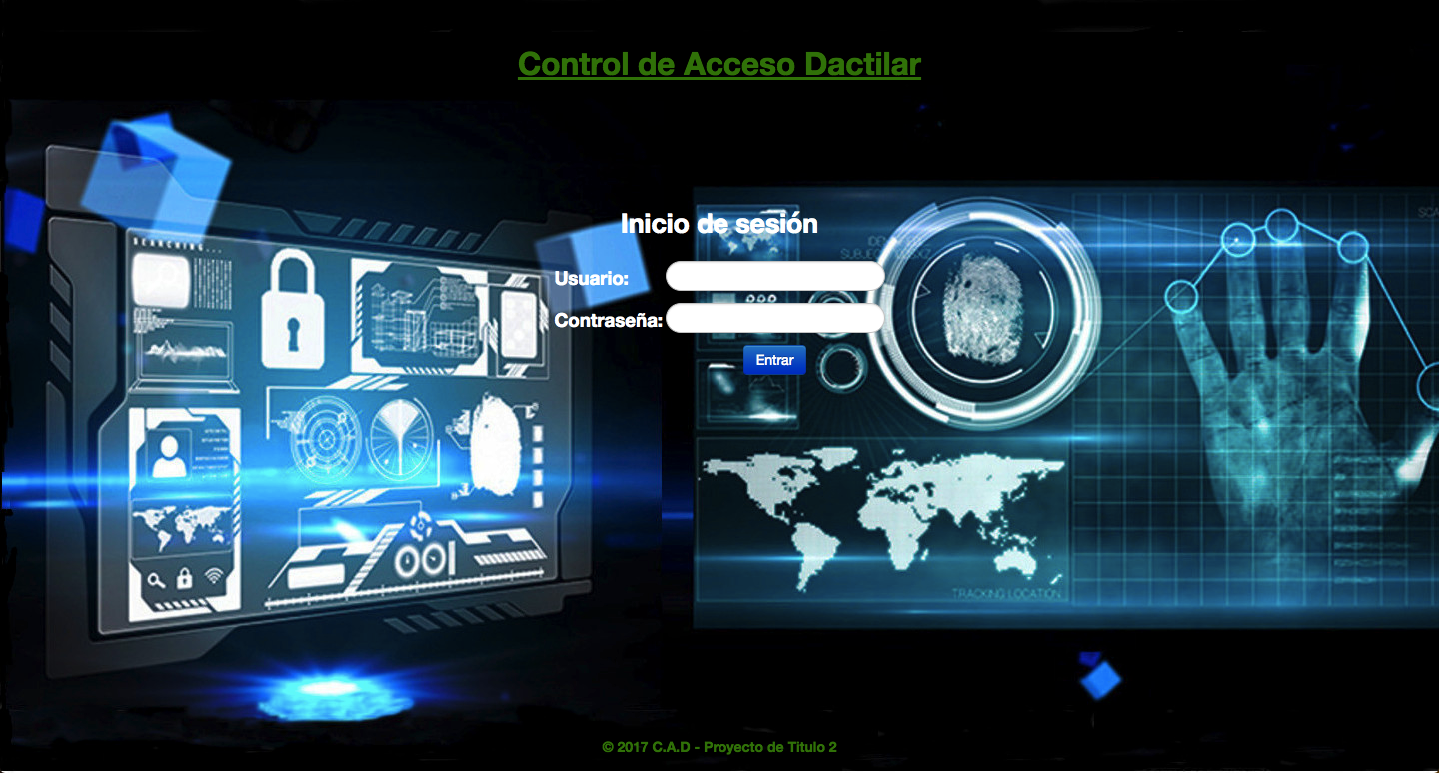 Control de Acceso Dactilar
Inicio de sesión
Usuario:
Contraseña:
Entrar
SEARCHING...
TRACKING LOCATION
© 2017 C.A.D - Proyecto de Titulo 2